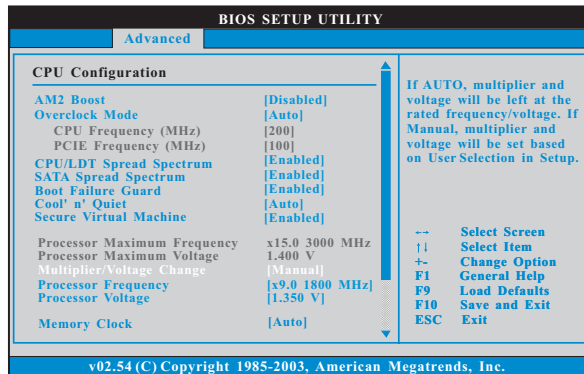 BIOS SETUP UTILITY
Advanced
CPU Configuration
AM2 Boost [Disabled]
Overclock Mode [Auto]
CPU Frequency (MHz) [200]
PCIE Frequency (MHz) [100]
CPU/LDT Spread Spectrum [Enabled]
SATA Spread Spectrum [Enabled]
Boot Failure Guard [Enabled]
Cool' n' Quiet [Auto]
Secure Virtual Machine [Enabled]
Processor Maximum Frequency x15.0 3000 MHz
Processor Maximum Voltage 1.400 V
Multiplier/Voltage Change [Manual]
Processor Frequency [x9.0 1800 MHz]
Processor Voltage [1.350 V]
Memory Clock [Auto]
If AUTO, multiplier and
voltage will be left at the
rated frequency/voltage. If
Manual, multiplier and
voltage will be set based
on User Selection in Setup.
←→ Select Screen
↑↓ Select Item
+- Change Option
F1 General Help
F9 Load Defaults
F10 Save and Exit
ESC Exit
v02.54 (C) Copyright 1985-2003, American Megatrends, Inc.